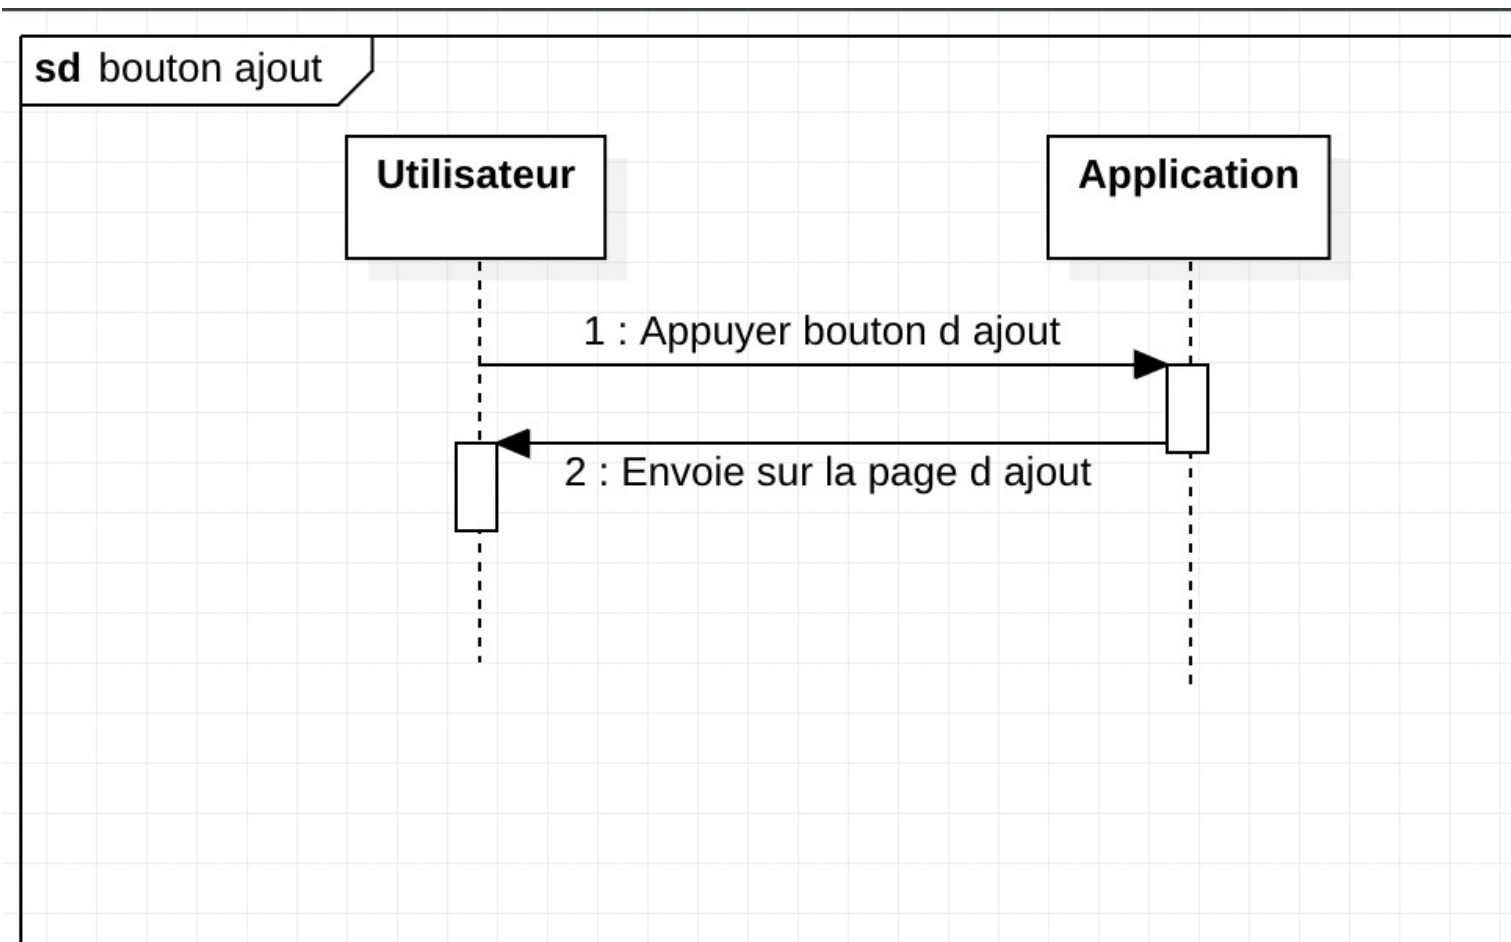 sd bouton ajout
Utilisateur
Application
1 : Appuyer bouton d ajout
2 : Envoie sur la page d ajout